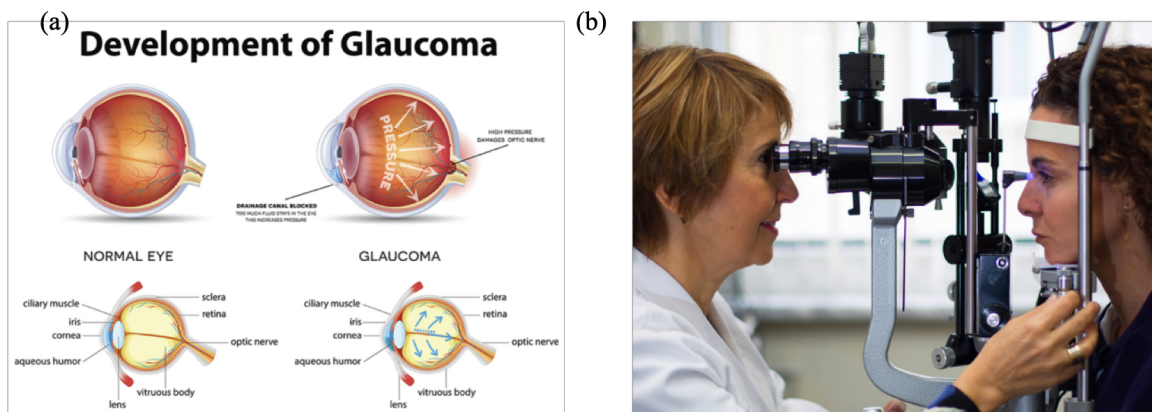 (a)
(b)
Development of Glaucoma
PRESSURE
HIGH PRESSURE
DAMAGES OPTIC NERVE
DRAINAGE CANAL BLOCKED
TOO MUCH FLUID STAYS IN THE EYE
THIS INCREASES PRESSURE
NORMAL EYE
GLAUCOMA
ciliary muscle
iris
cornea
aqueous humor
lens
sclera
retina
optic nerve
vitruous body
ciliary muscle
iris
cornea
aqueous humor
lens
PRESSURE
sclera
retina
optic nerve
vitruous body